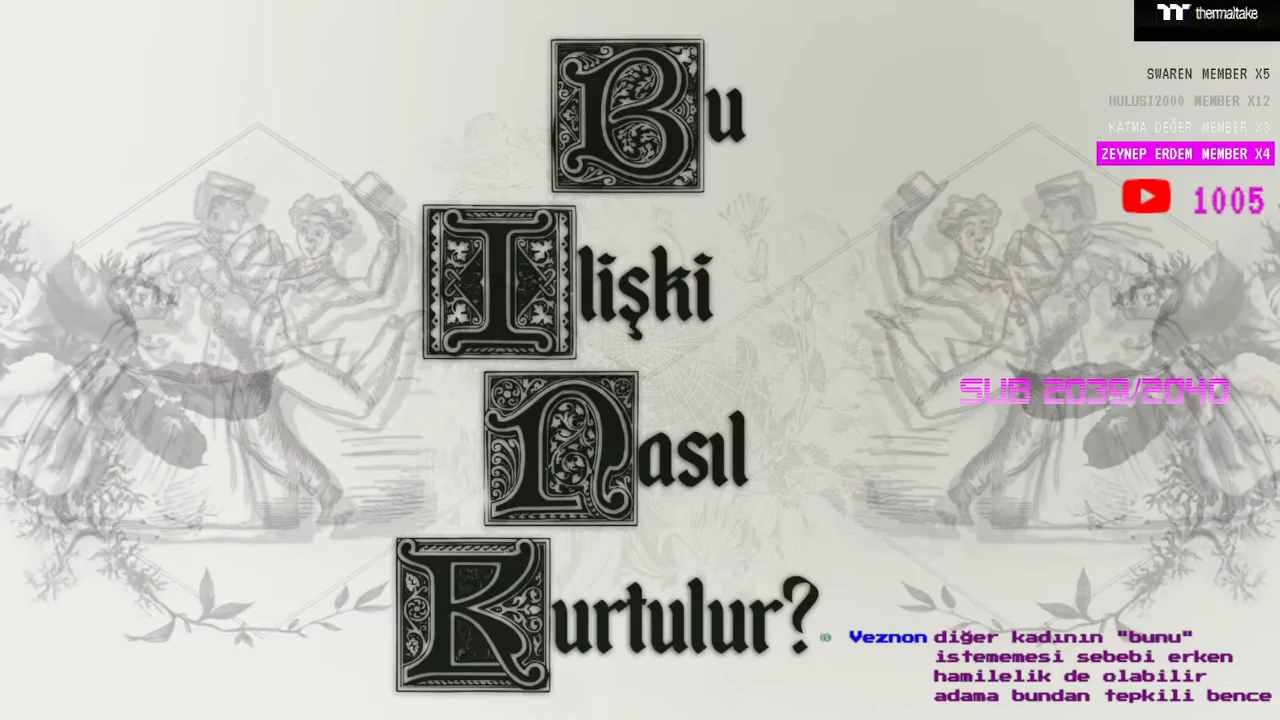 thermaltake
SWAREN MEMBER X5
HULUSI2000 MEMBER X12
KATMA DEĞER MEMBER X3
ZEYNEP ERDEM MEMBER X4
1005
Bu
Ilişki
Nasıl
Kurtulur?
SUB 2039/2040
Veznon diğer kadının "bunu"
istememesi sebebi erken
hamilelik de olabilir
adama bundan tepkili bence